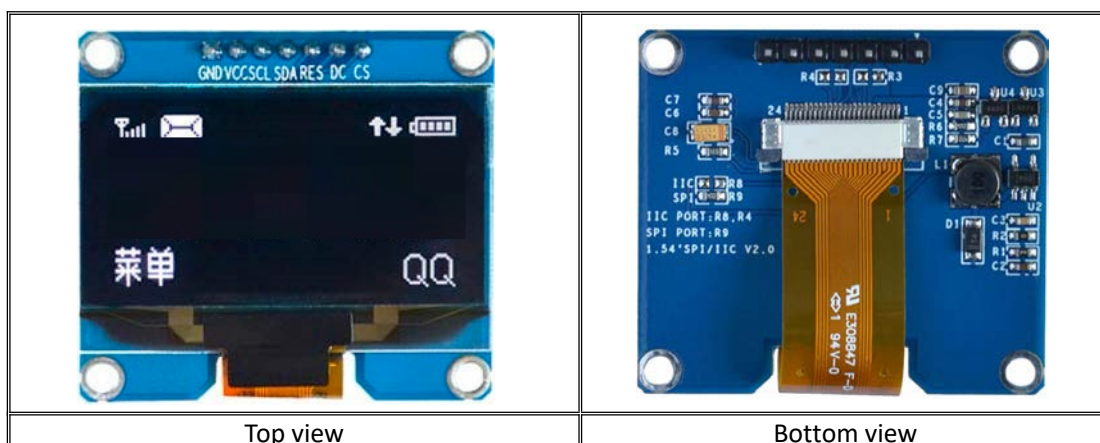 GND VCC SCL SDA RES DC CS
菜单
QQ
R4
R3
C7
C6
C8
R5
24
1
C9
C4
C5
R6
R7
U4
U3
C1
L1
U2
IIC
R8
SPI
R9
IIC PORT:R8,R4
SPI PORT:R9
1.54'SPI/IIC V2.0
24
1
D1
C3
R2
R1
C2
E308847 F-0
1 94V-0
Top view
Bottom view